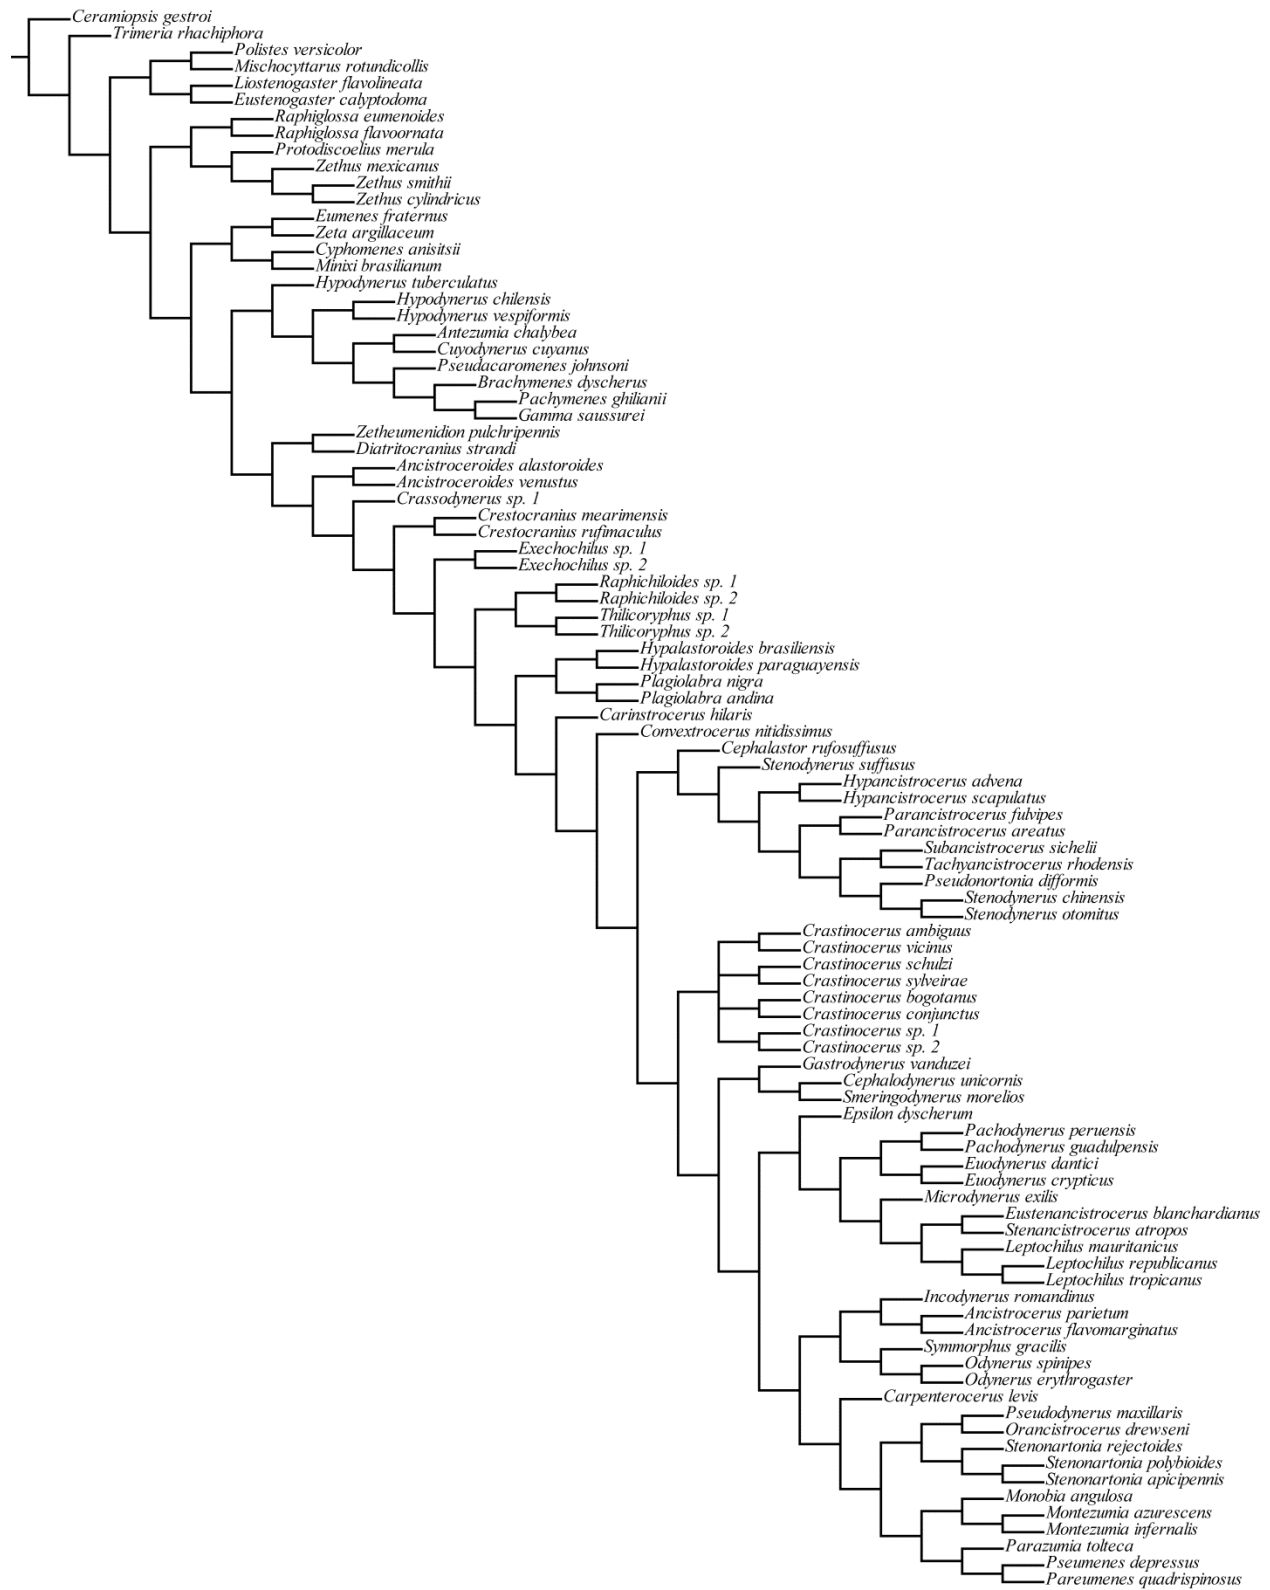 Ceramiopsis gestroi
Trimeria rhachiphora
Polistes versicolor
Mischocyttarus rotundicollis
Liostenogaster flavolineata
Eustenogaster calyptodoma
Raphiglossa eumenoides
Raphiglossa flavoornata
Protodiscoelius merula
Zethus mexicanus
Zethus smithii
Zethus cylindricus
Eumenes fraternus
Zeta argillaceum
Cyphomenes anisitsii
Minixi brasilianum
Hypodynerus tuberculatus
Hypodynerus chilensis
Hypodynerus vespiformis
Antezumia chalybea
Cuyodynerus cuyanus
Pseudacaromenes johnsoni
Brachymenes dyscherus
Pachymenes ghilianii
Gamma saussurei
Zetheumenidion pulchripennis
Diatritocranius strandi
Ancistroceroides alastoroides
Ancistroceroides venustus
Crassodynerus sp. 1
Crestocranius mearimensis
Crestocranius rufimaculus
Exechochilus sp. 1
Exechochilus sp. 2
Raphichiloides sp. 1
Raphichiloides sp. 2
Thilicoryphus sp. 1
Thilicoryphus sp. 2
Hypalastoroides brasiliensis
Hypalastoroides paraguayensis
Plagiolabra nigra
Plagiolabra andina
Carinstrocerus hilaris
Convextrocerus nitidissimus
Cephalastor rufosuffusus
Stenodynerus suffusus
Hypancistrocerus advena
Hypancistrocerus scapulatus
Parancistrocerus fulvipes
Parancistrocerus areatus
Subancistrocerus sichelii
Tachyancistrocerus rhodensis
Pseudonortonia difformis
Stenodynerus chinensis
Stenodynerus otomitus
Crastinocerus ambiguus
Crastinocerus vicinus
Crastinocerus schulzi
Crastinocerus sylveirae
Crastinocerus bogotanus
Crastinocerus conjunctus
Crastinocerus sp. 1
Crastinocerus sp. 2
Gastrodynerus vanduzei
Cephalodynerus unicornis
Smeringodynerus morelios
Epsilon dyscherum
Pachodynerus peruensis
Pachodynerus guadulpensis
Euodynerus dantici
Euodynerus crypticus
Microdynerus exilis
Eustenancistrocerus blanchardianus
Stenancistrocerus atropos
Leptochilus mauritanicus
Leptochilus republicanus
Leptochilus tropicanus
Incodynerus romandinus
Ancistrocerus parietum
Ancistrocerus flavomarginatus
Symmorphus gracilis
Odynerus spinipes
Odynerus erythrogaster
Carpenterocerus levis
Pseudodynerus maxillaris
Orancistrocerus drewseni
Stenonartonia rejectoides
Stenonartonia polybioides
Stenonartonia apicipennis
Monobia angulosa
Montezumia azurescens
Montezumia infernalis
Parazumia tolteca
Pseumenes depressus
Pareumenes quadrispinosus